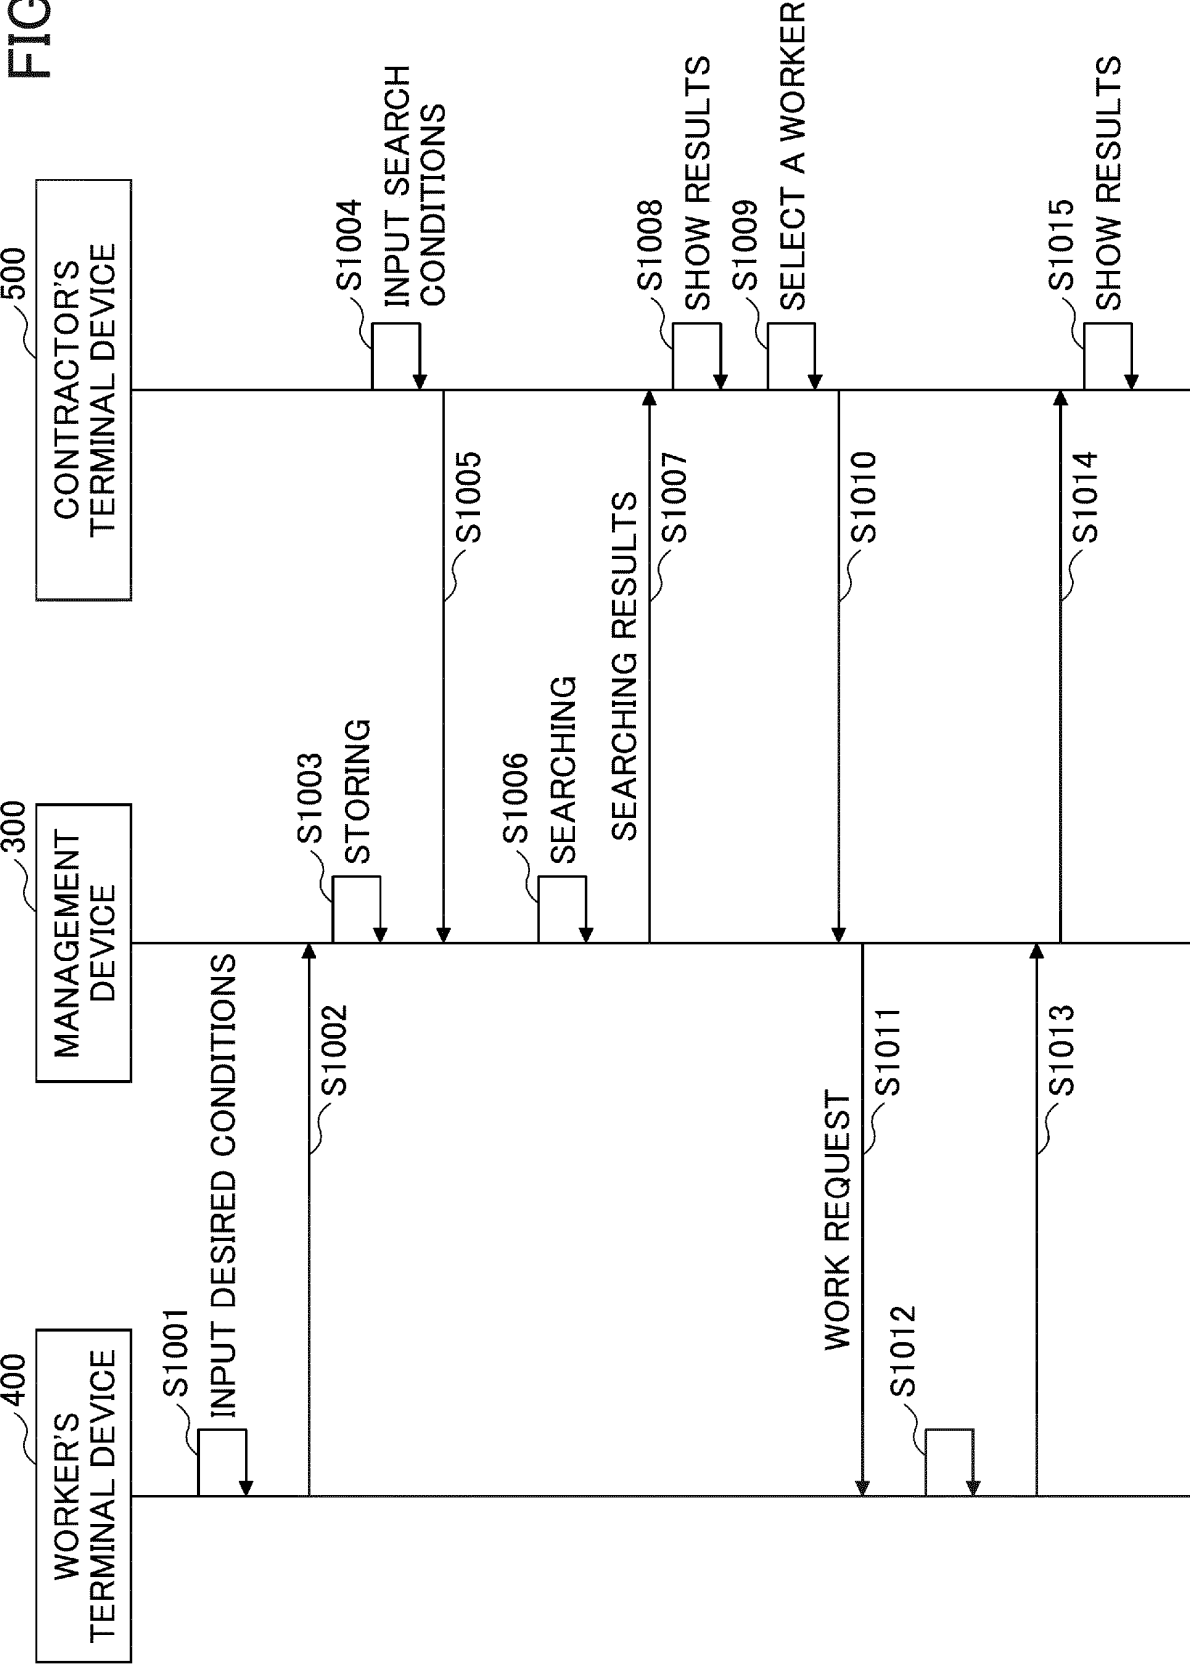 FIG
400
WORKER'S
TERMINAL DEVICE
300
MANAGEMENT
DEVICE
500
CONTRACTOR'S
TERMINAL DEVICE
S1001
INPUT DESIRED CONDITIONS
S1002
S1003
STORING
S1004
INPUT SEARCH
CONDITIONS
S1005
S1006
SEARCHING
SEARCHING RESULTS
S1007
S1008
SHOW RESULTS
S1009
SELECT A WORKER
S1010
WORK REQUEST
S1011
S1012
S1013
S1014
S1015
SHOW RESULTS